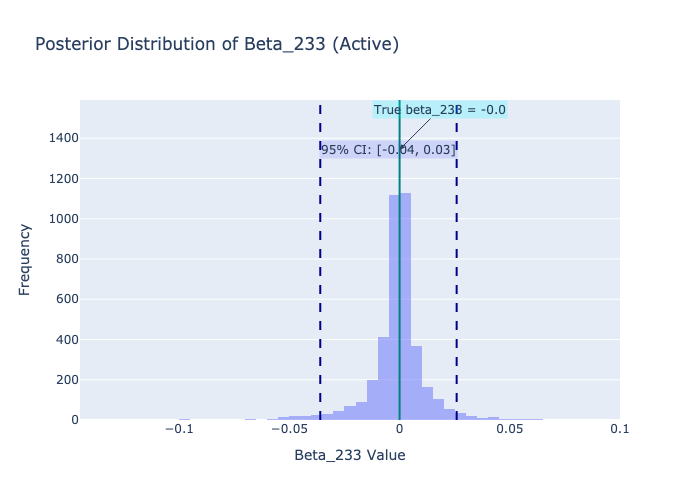 Posterior Distribution of Beta_233 (Active)
True beta_233 = -0.0
95% CI: [-0.04, 0.03]
1400
1200
1000
800
600
400
200
0
Frequency
−0.1
−0.05
0
0.05
0.1
Beta_233 Value